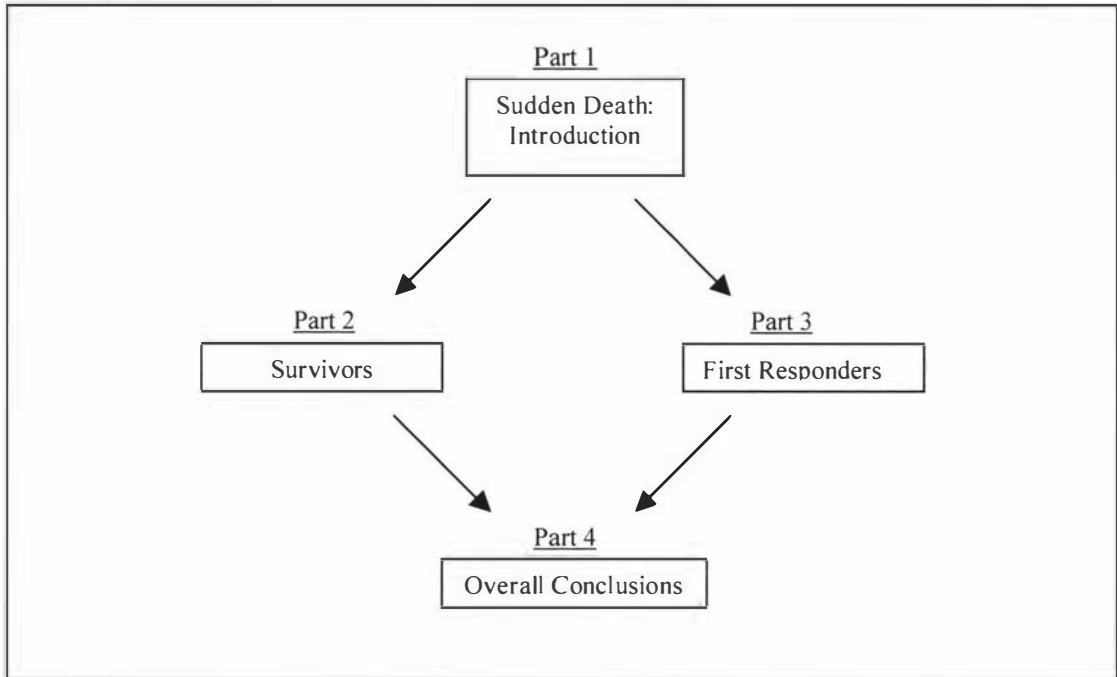 Part 1
Sudden Death:
Introduction
Part 2
Survivors
Part 3
First Responders
Part 4
Overall Conclusions